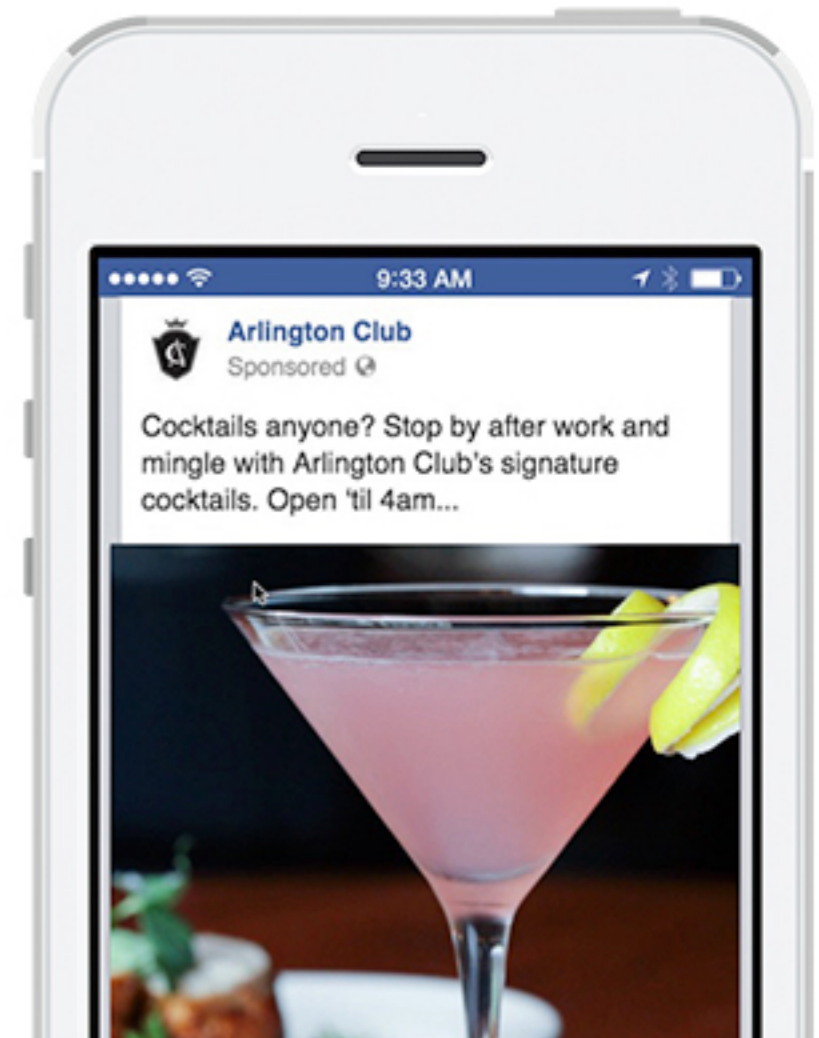 9:33 AM
Arlington Club
Sponsored
Cocktails anyone? Stop by after work and
mingle with Arlington Club's signature
cocktails. Open 'til 4am...